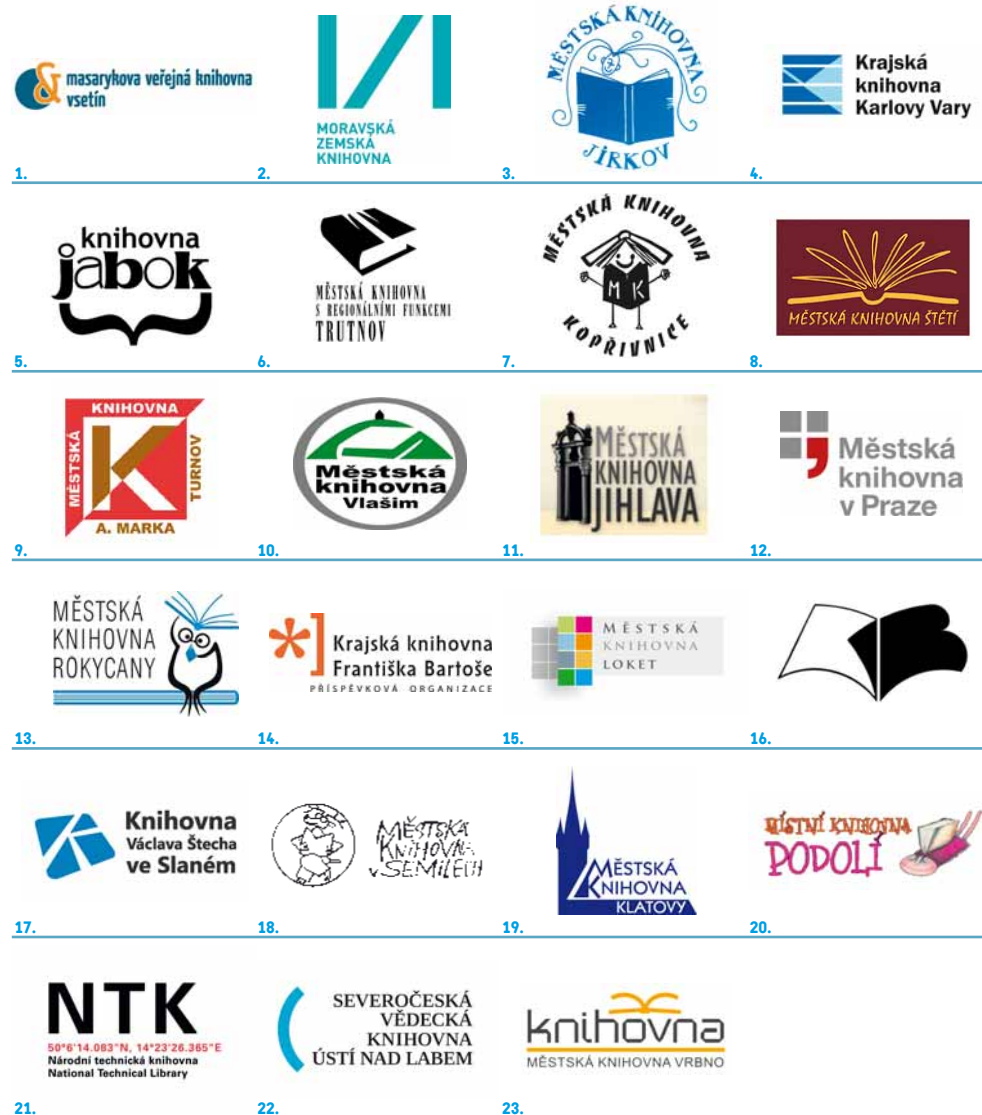 &
masarykova veřejná knihovna
vsetín
1.
MORAVSKÁ
ZEMSKÁ
KNIHOVNA
2.
MĚSTSKÁ KNIHOVNA
JIRKOV
3.
Krajská
knihovna
Karlovy Vary
4.
knihovna
jabok
5.
MĚSTSKÁ KNIHOVNA
S REGIONÁLNÍMI FUNKCEMI
TRUTNOV
6.
MĚSTSKÁ KNIHOVNA
M K
KOPŘIVNICE
7.
MĚSTSKÁ KNIHOVNA ŠTĚTÍ
8.
MĚSTSKÁ
KNIHOVNA
K
TURNOV
A. MARKA
9.
Městská
knihovna
Vlašim
10.
MĚSTSKÁ
KNIHOVNA
JIHLAVA
11.
Městská
knihovna
v Praze
12.
MĚSTSKÁ
KNIHOVNA
ROKYCANY
13.
*]
Krajská knihovna
Františka Bartoše
PŘÍSPĚVKOVÁ ORGANIZACE
14.
MĚSTSKÁ
KNIHOVNA
LOKET
15.
16.
Knihovna
Václava Štecha
ve Slaném
17.
MĚSTSKÁ
KNIHOVNA
v SEMILECH
18.
MĚSTSKÁ
KNIHOVNA
KLATOVY
19.
MÍSTNÍ KNIHOVNA
PODOLÍ
20.
NTK
50°6'14.083"N, 14°23'26.365"E
Národní technická knihovna
National Technical Library
21.
SEVEROČESKÁ
VĚDECKÁ
KNIHOVNA
ÚSTÍ NAD LABEM
22.
knihovna
MĚSTSKÁ KNIHOVNA VRBNO
23.